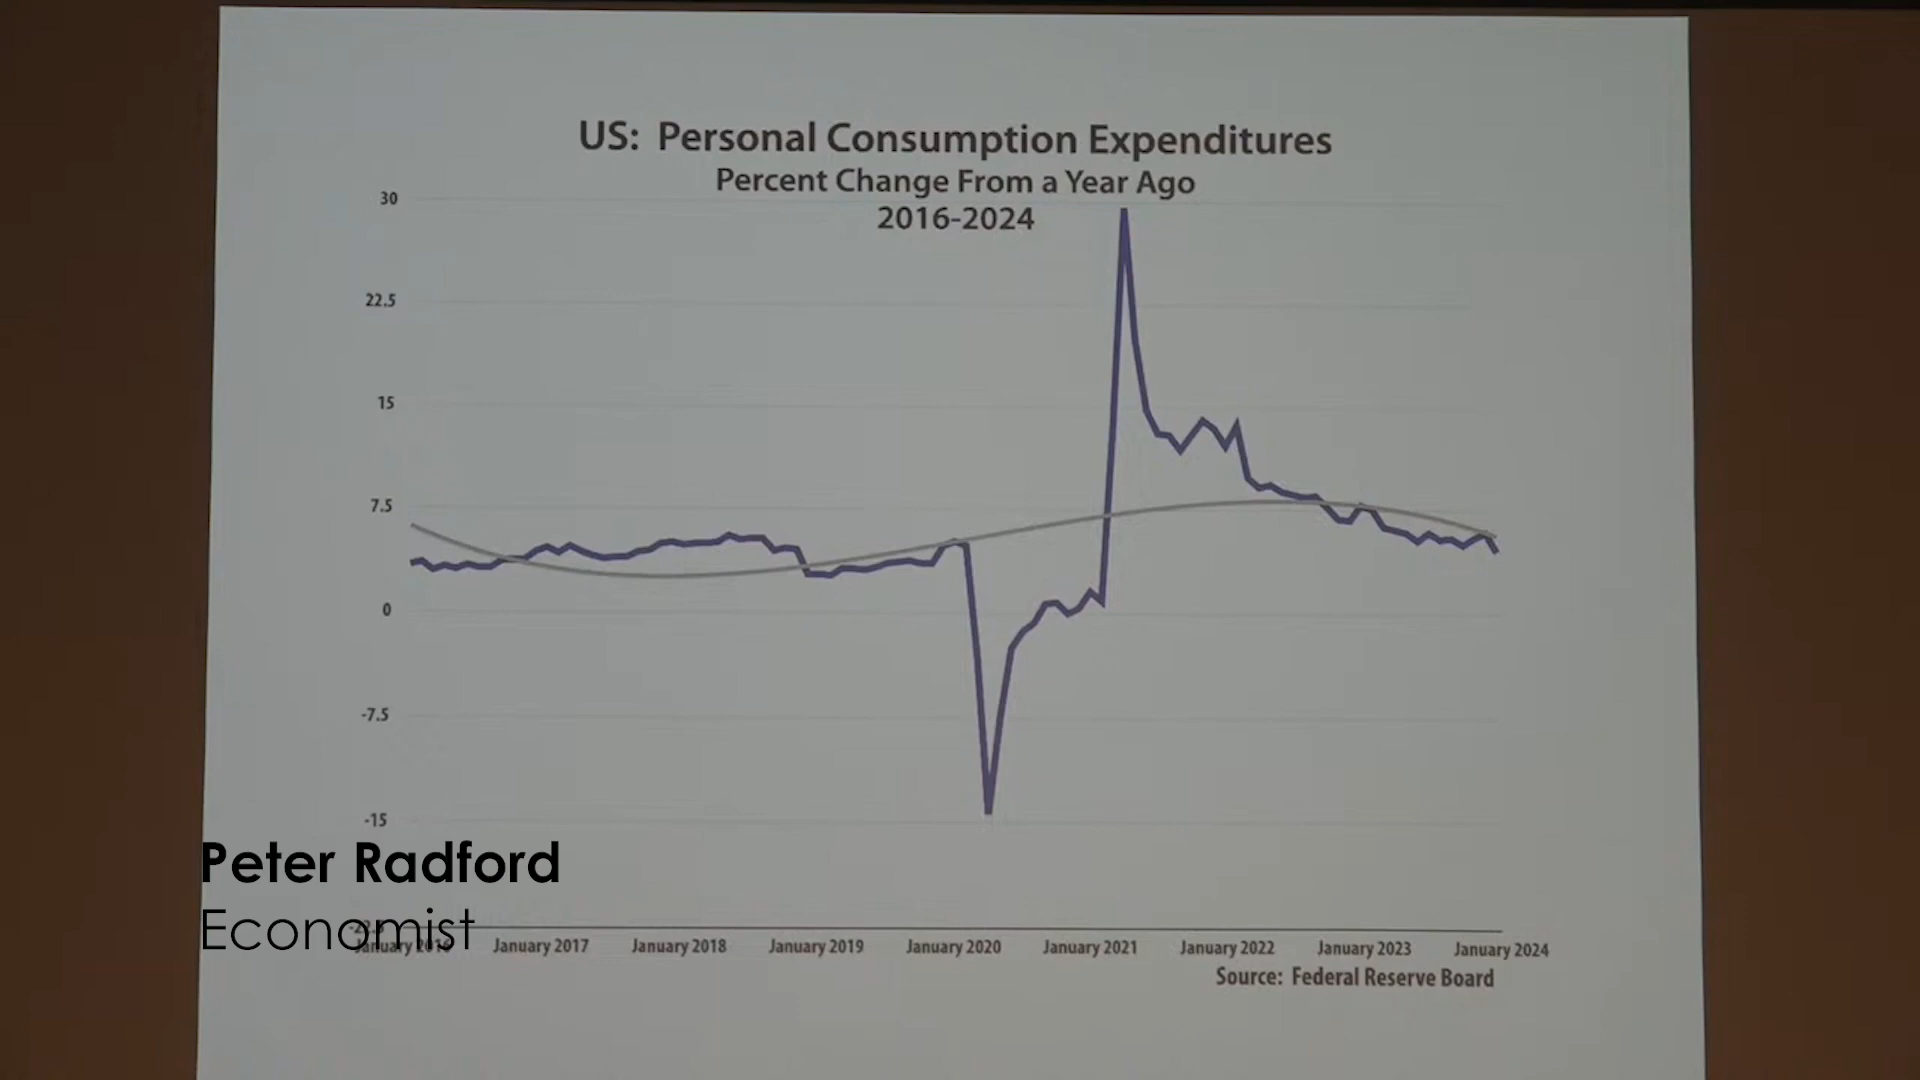 US: Personal Consumption Expenditures
Percent Change From a Year Ago
2016-2024
30
22.5
15
7.5
0
-7.5
-15
Peter Radford
Economist
January 2016 January 2017 January 2018 January 2019 January 2020 January 2021 January 2022 January 2023 January 2024
Source: Federal Reserve Board